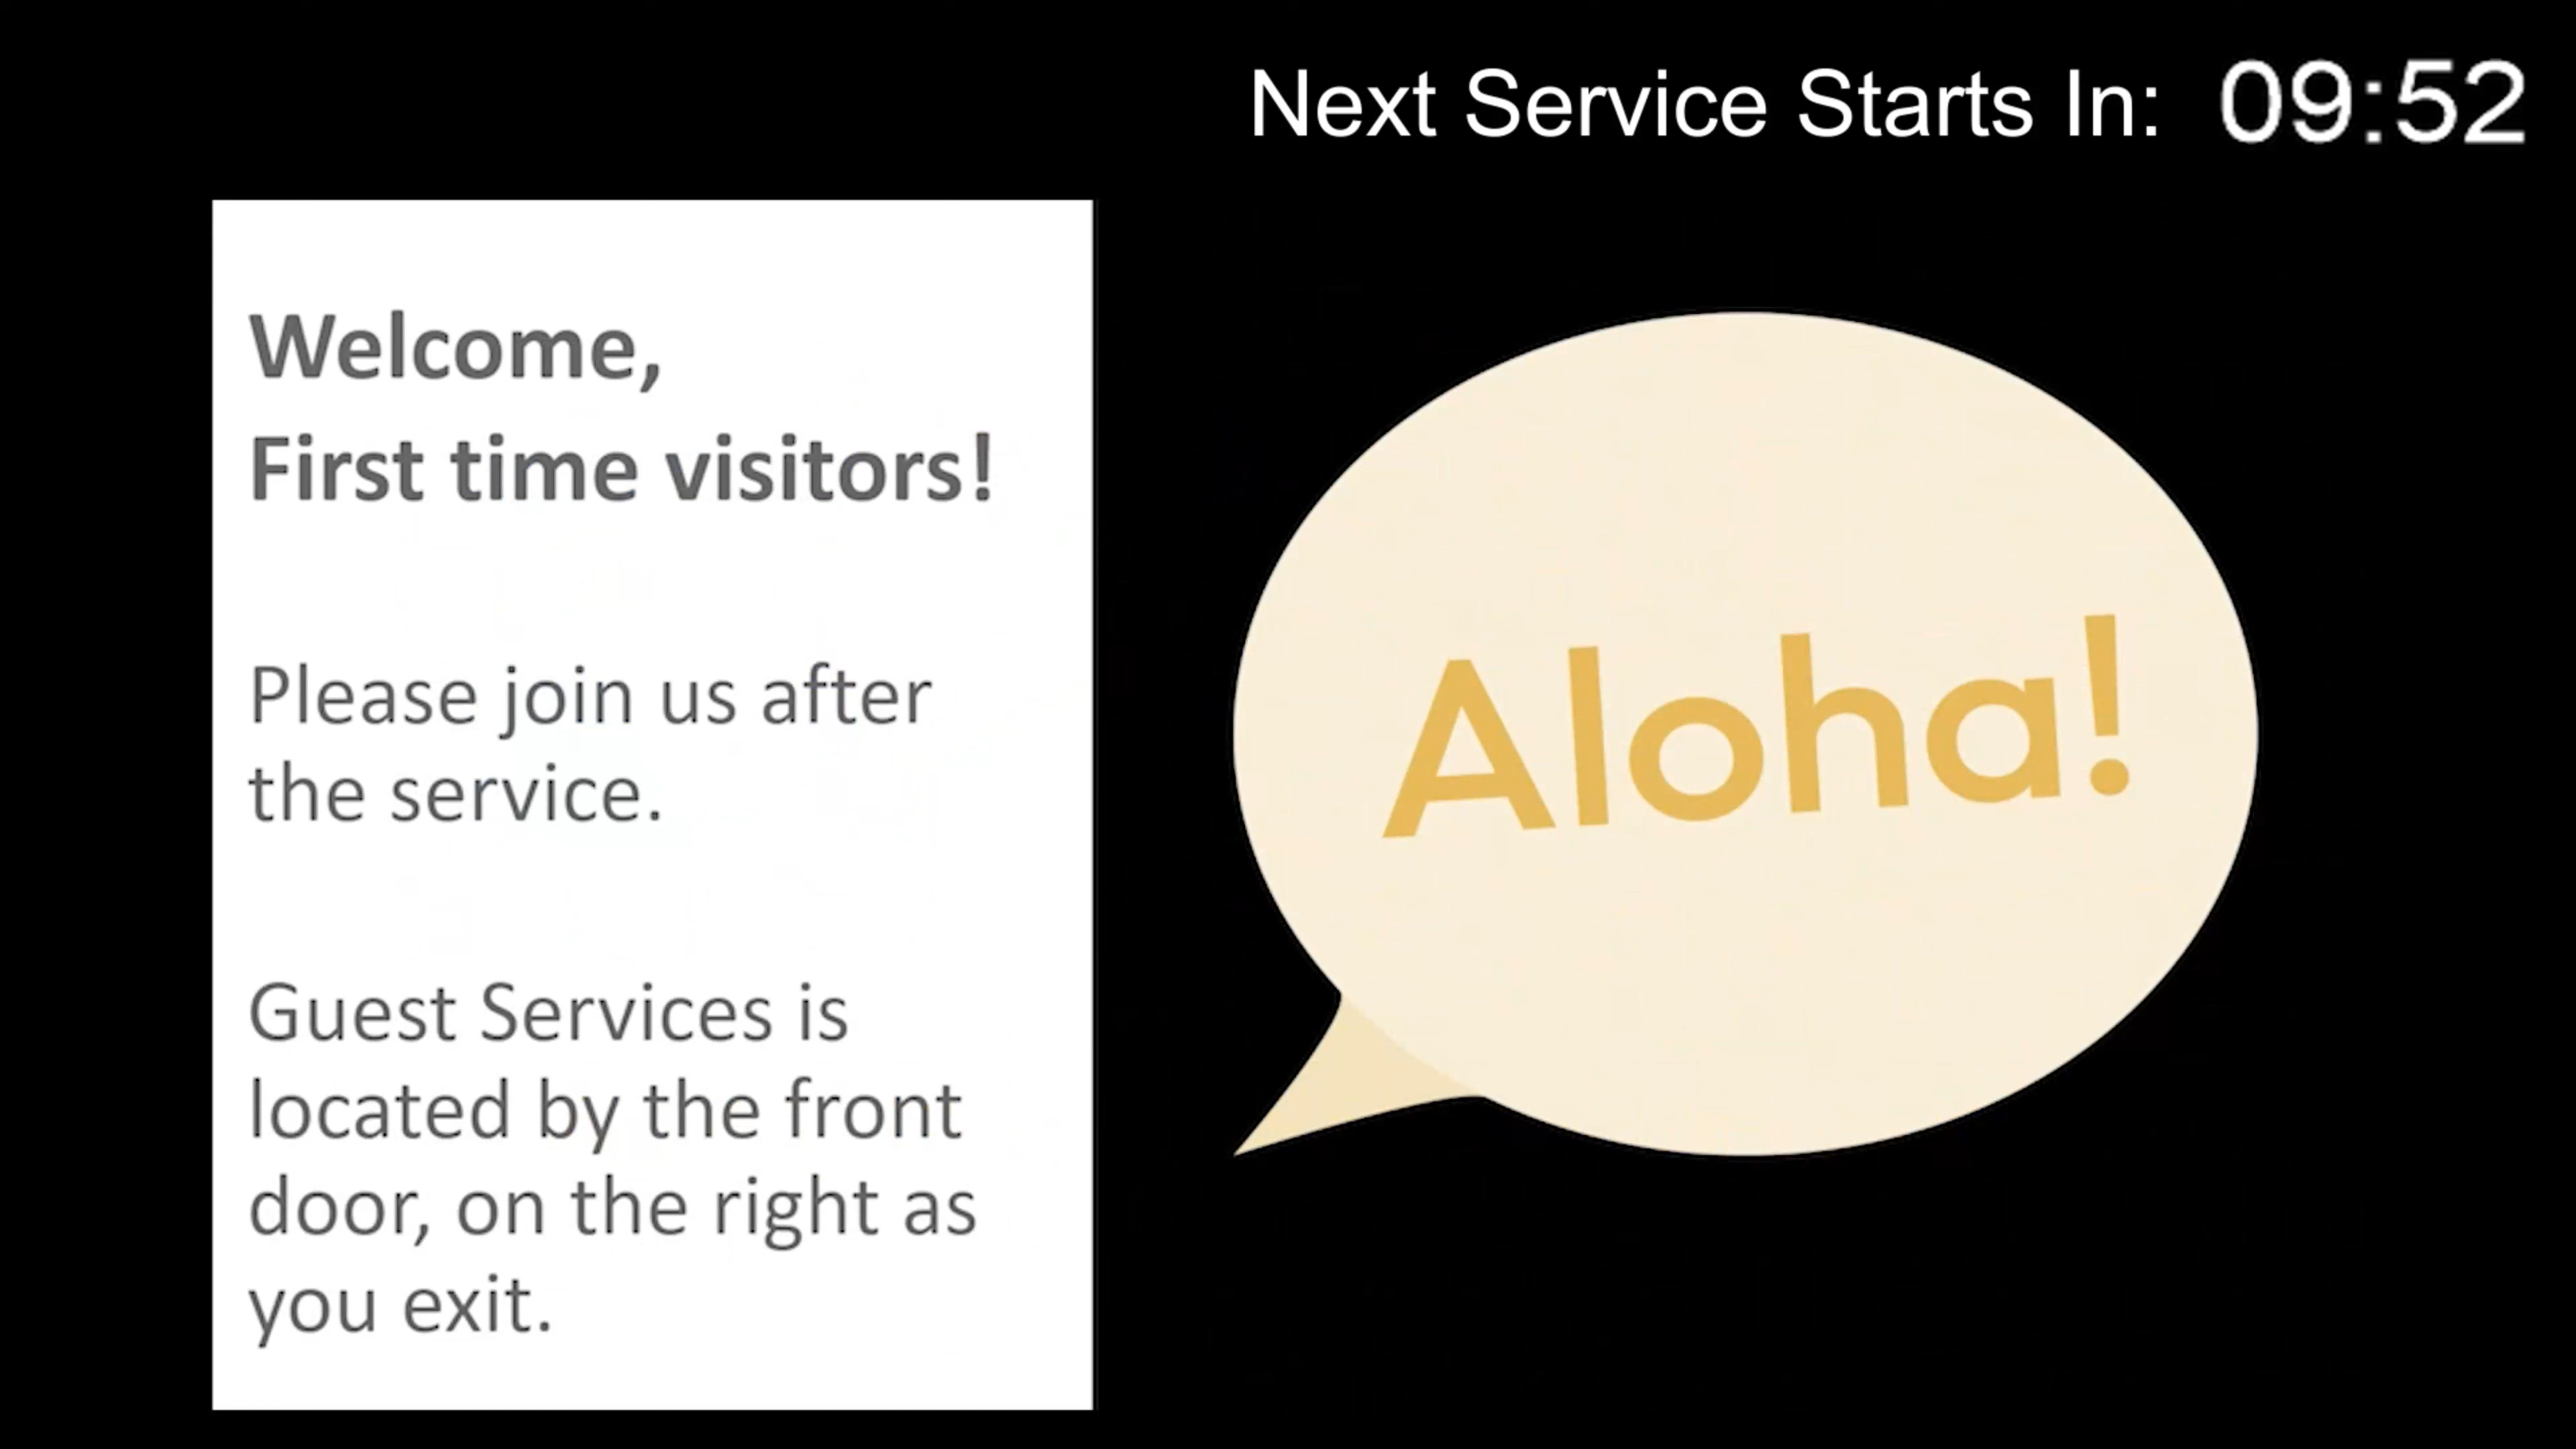 Next Service Starts In: 09:52
Welcome,
First time visitors!
Please join us after
the service.
Guest Services is
located by the front
door, on the right as
you exit.
Aloha!